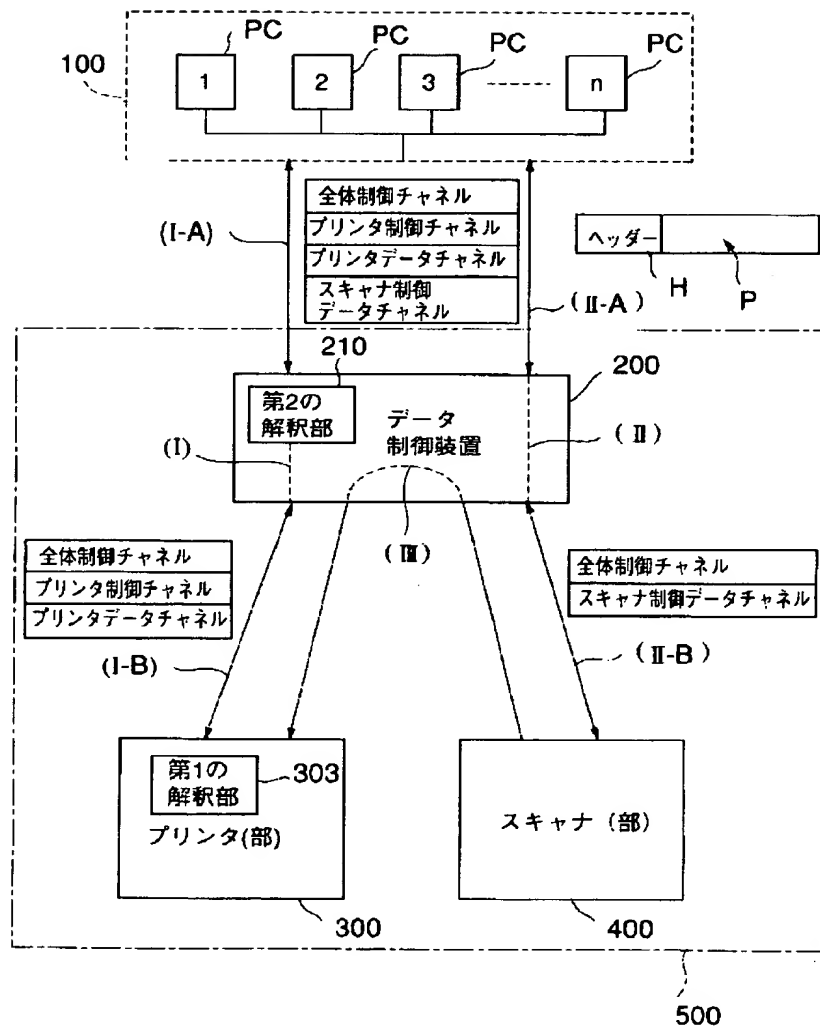 PC
PC
PC
PC
100
1
2
3
n
(I-A)
全体制御チャネル
プリンタ制御チャネル
プリンタデータチャネル
スキャナ制御
データチャネル
ヘッダー
H
P
(II-A)
210
200
第2の
解釈部
データ
制御装置
(I)
(II)
(III)
全体制御チャネル
プリンタ制御チャネル
プリンタデータチャネル
全体制御チャネル
スキャナ制御データチャネル
(I-B)
(II-B)
第1の
解釈部
303
プリンタ(部)
スキャナ(部)
300
400
500